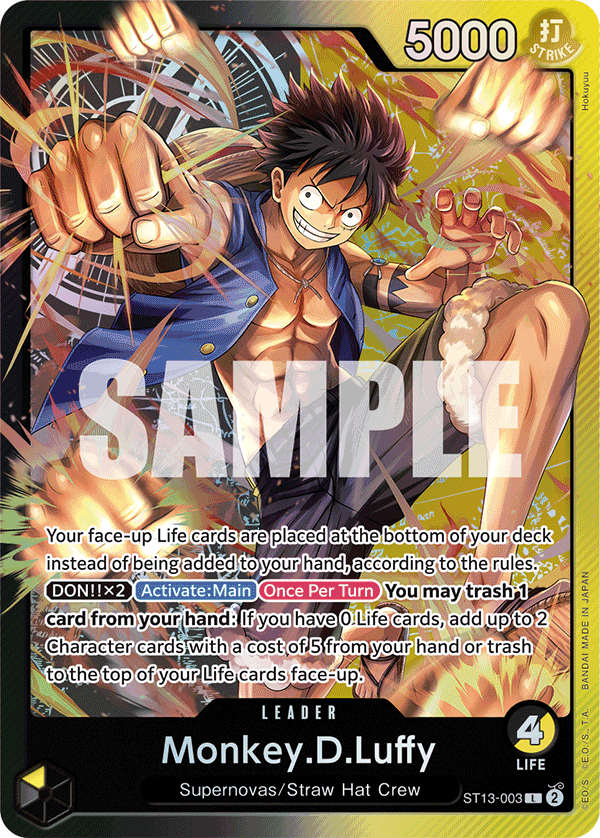 5000
打
STRIKE
Hokuyuu
SAMPLE
Your face-up Life cards are placed at the bottom of your deck
instead of being added to your hand, according to the rules.
DON!!×2 Activate:Main Once Per Turn You may trash 1
card from your hand: If you have 0 Life cards, add up to 2
Character cards with a cost of 5 from your hand or trash
to the top of your Life cards face-up.
LEADER
Monkey.D.Luffy
4
LIFE
Supernovas/Straw Hat Crew
ST13-003 L 2
©E.O/S ©E.O./S., T.A. BANDAI MADE IN JAPAN